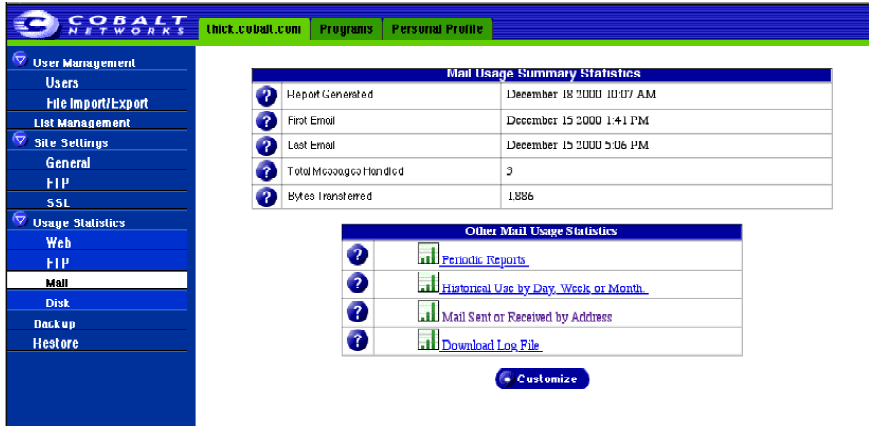 COBALT
NETWORKS
thick.cobalt.com
Programs
Personal Profile
User Management
Users
File Import/Export
List Management
Site Settings
General
FTP
SSL
Usage Statistics
Web
FTP
Mail
Disk
Backup
Restore
Mail Usage Summary Statistics
Report Generated December 18 2000 10:07 AM
First Email December 15 2000 1:41 PM
Last Email December 15 2000 5:06 PM
Total Messages Handled 3
Bytes Transferred 1,886
Other Mail Usage Statistics
Periodic Reports
Historical Use by Day, Week, or Month.
Mail Sent or Received by Address
Download Log File
Customize